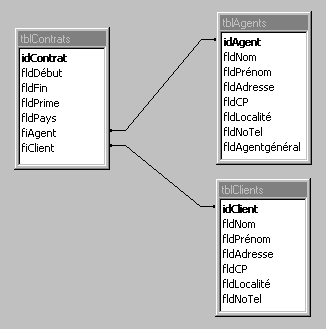 tblContrats
idContrat
fldDébut
fldFin
fldPrime
fldPays
fiAgent
fiClient
tblAgents
idAgent
fldNom
fldPrénom
fldAdresse
fldCP
fldLocalité
fldNoTel
fldAgentgénéral
tblClients
idClient
fldNom
fldPrénom
fldAdresse
fldCP
fldLocalité
fldNoTel